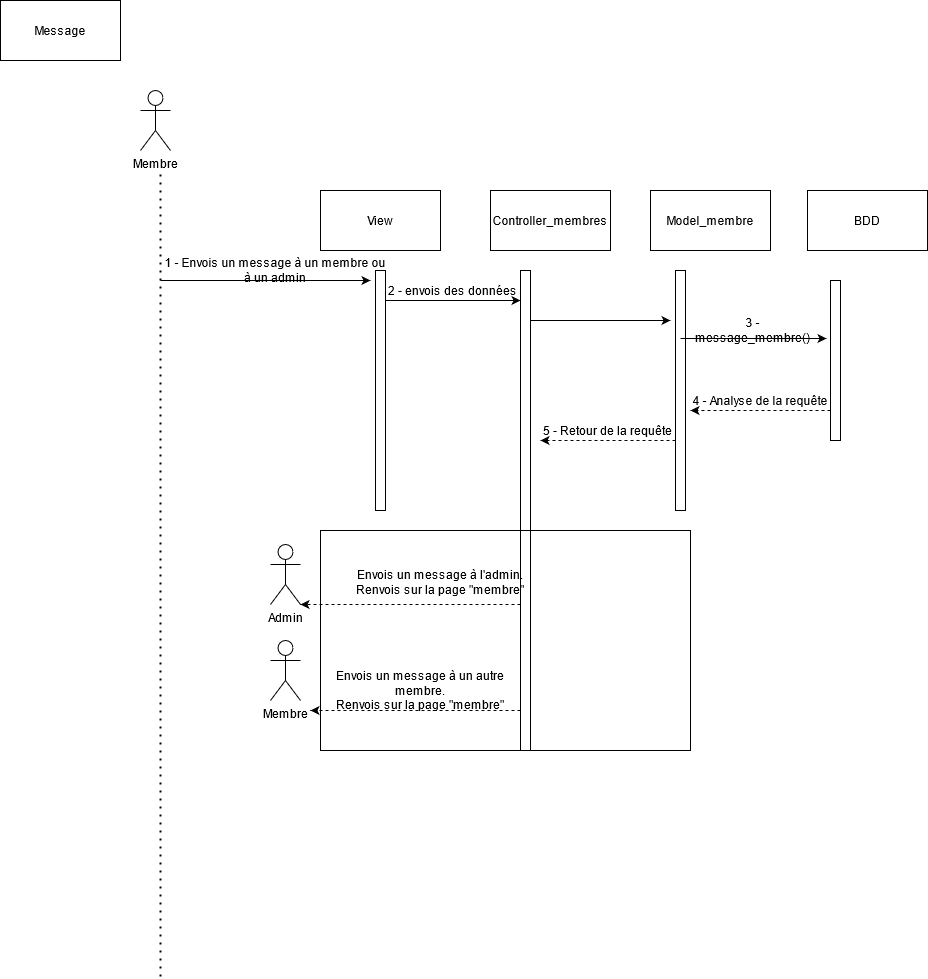 Message
Membre
View
Controller_membres
Model_membre
BDD
1 - Envois un message à un membre ou
à un admin
2 - envois des données
3 -
message_membre()
4 - Analyse de la requête
5 - Retour de la requête
Envois un message à l'admin.
Renvois sur la page "membre"
Admin
Envois un message à un autre
membre.
Renvois sur la page "membre"
Membre